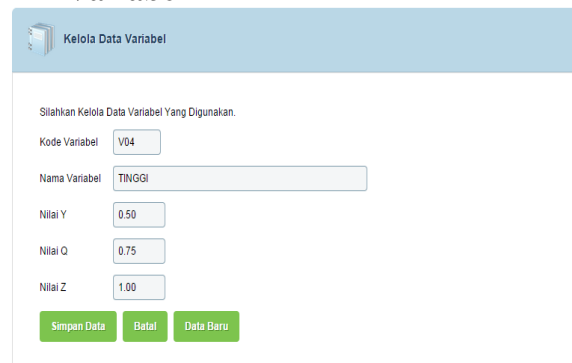 Kelola Data Variabel
Silahkan Kelola Data Variabel Yang Digunakan.
Kode Variabel V04
Nama Variabel TINGGI
Nilai Y 0.50
Nilai Q 0.75
Nilai Z 1.00
Simpan Data Batal Data Baru